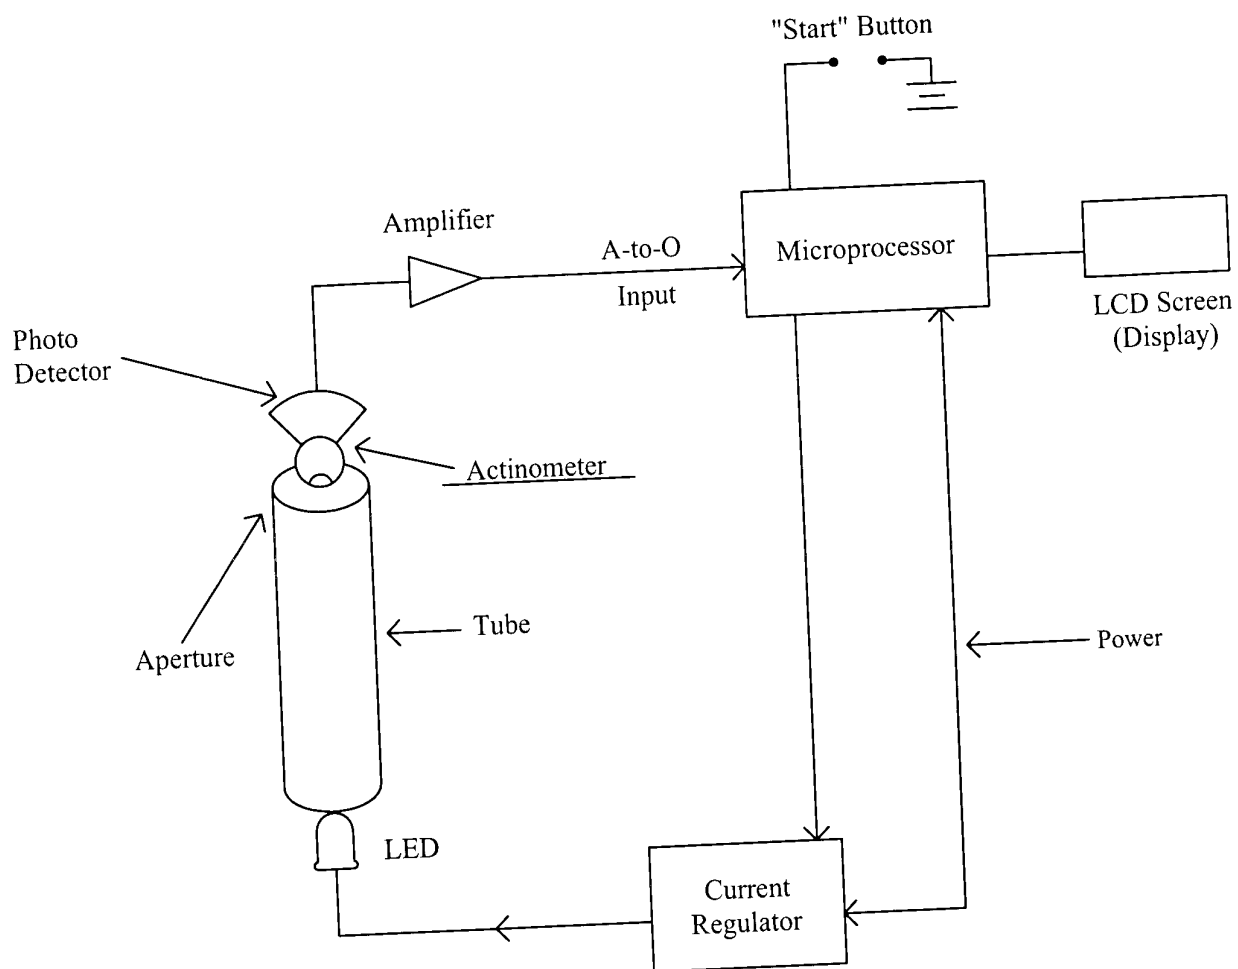 "Start" Button
Amplifier
A-to-O
Input
Microprocessor
LCD Screen
(Display)
Photo
Detector
Actinometer
Aperture
Tube
Power
LED
Current
Regulator